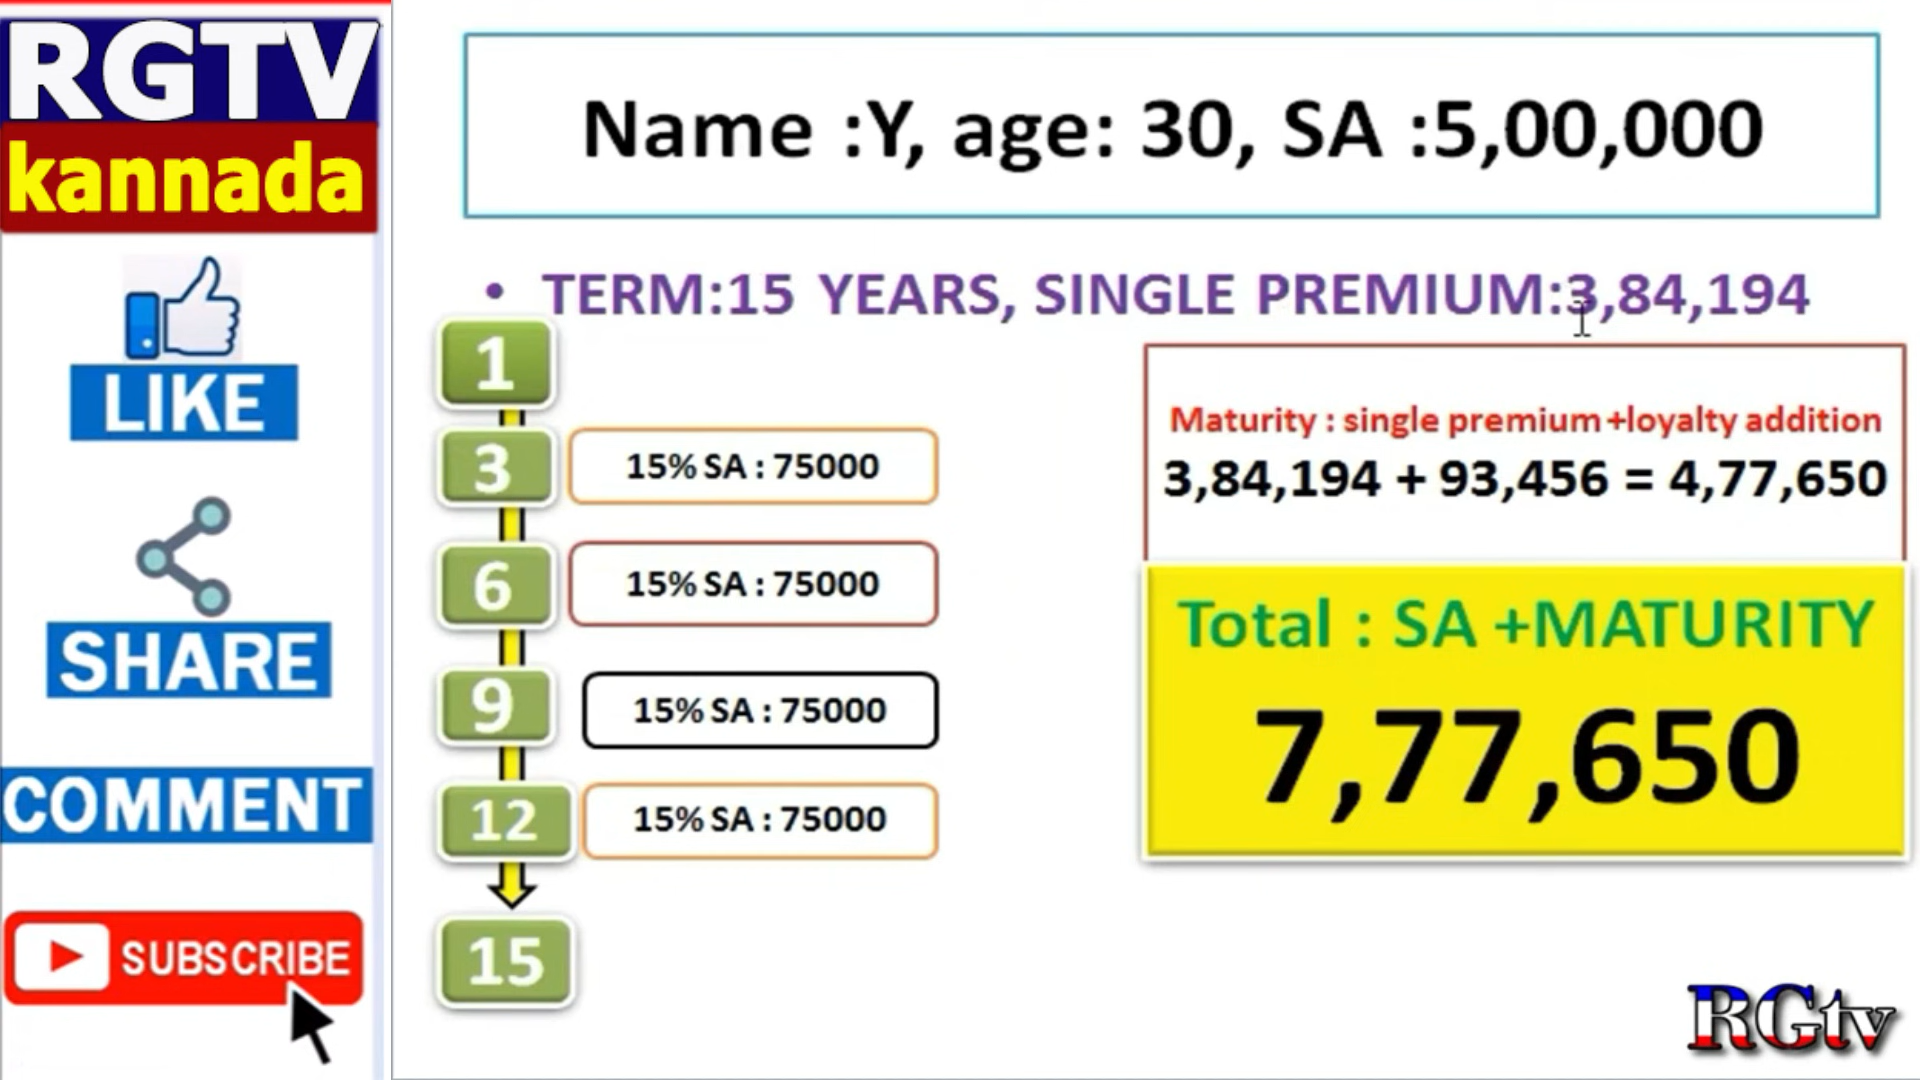 RGTV
kannada
LIKE
SHARE
COMMENT
SUBSCRIBE
Name :Y, age: 30, SA :5,00,000
• TERM:15 YEARS, SINGLE PREMIUM:3,84,194
1
3
15% SA : 75000
6
15% SA : 75000
9
15% SA : 75000
12
15% SA : 75000
15
Maturity : single premium +loyalty addition
3,84,194 + 93,456 = 4,77,650
Total : SA +MATURITY
7,77,650
RGtv